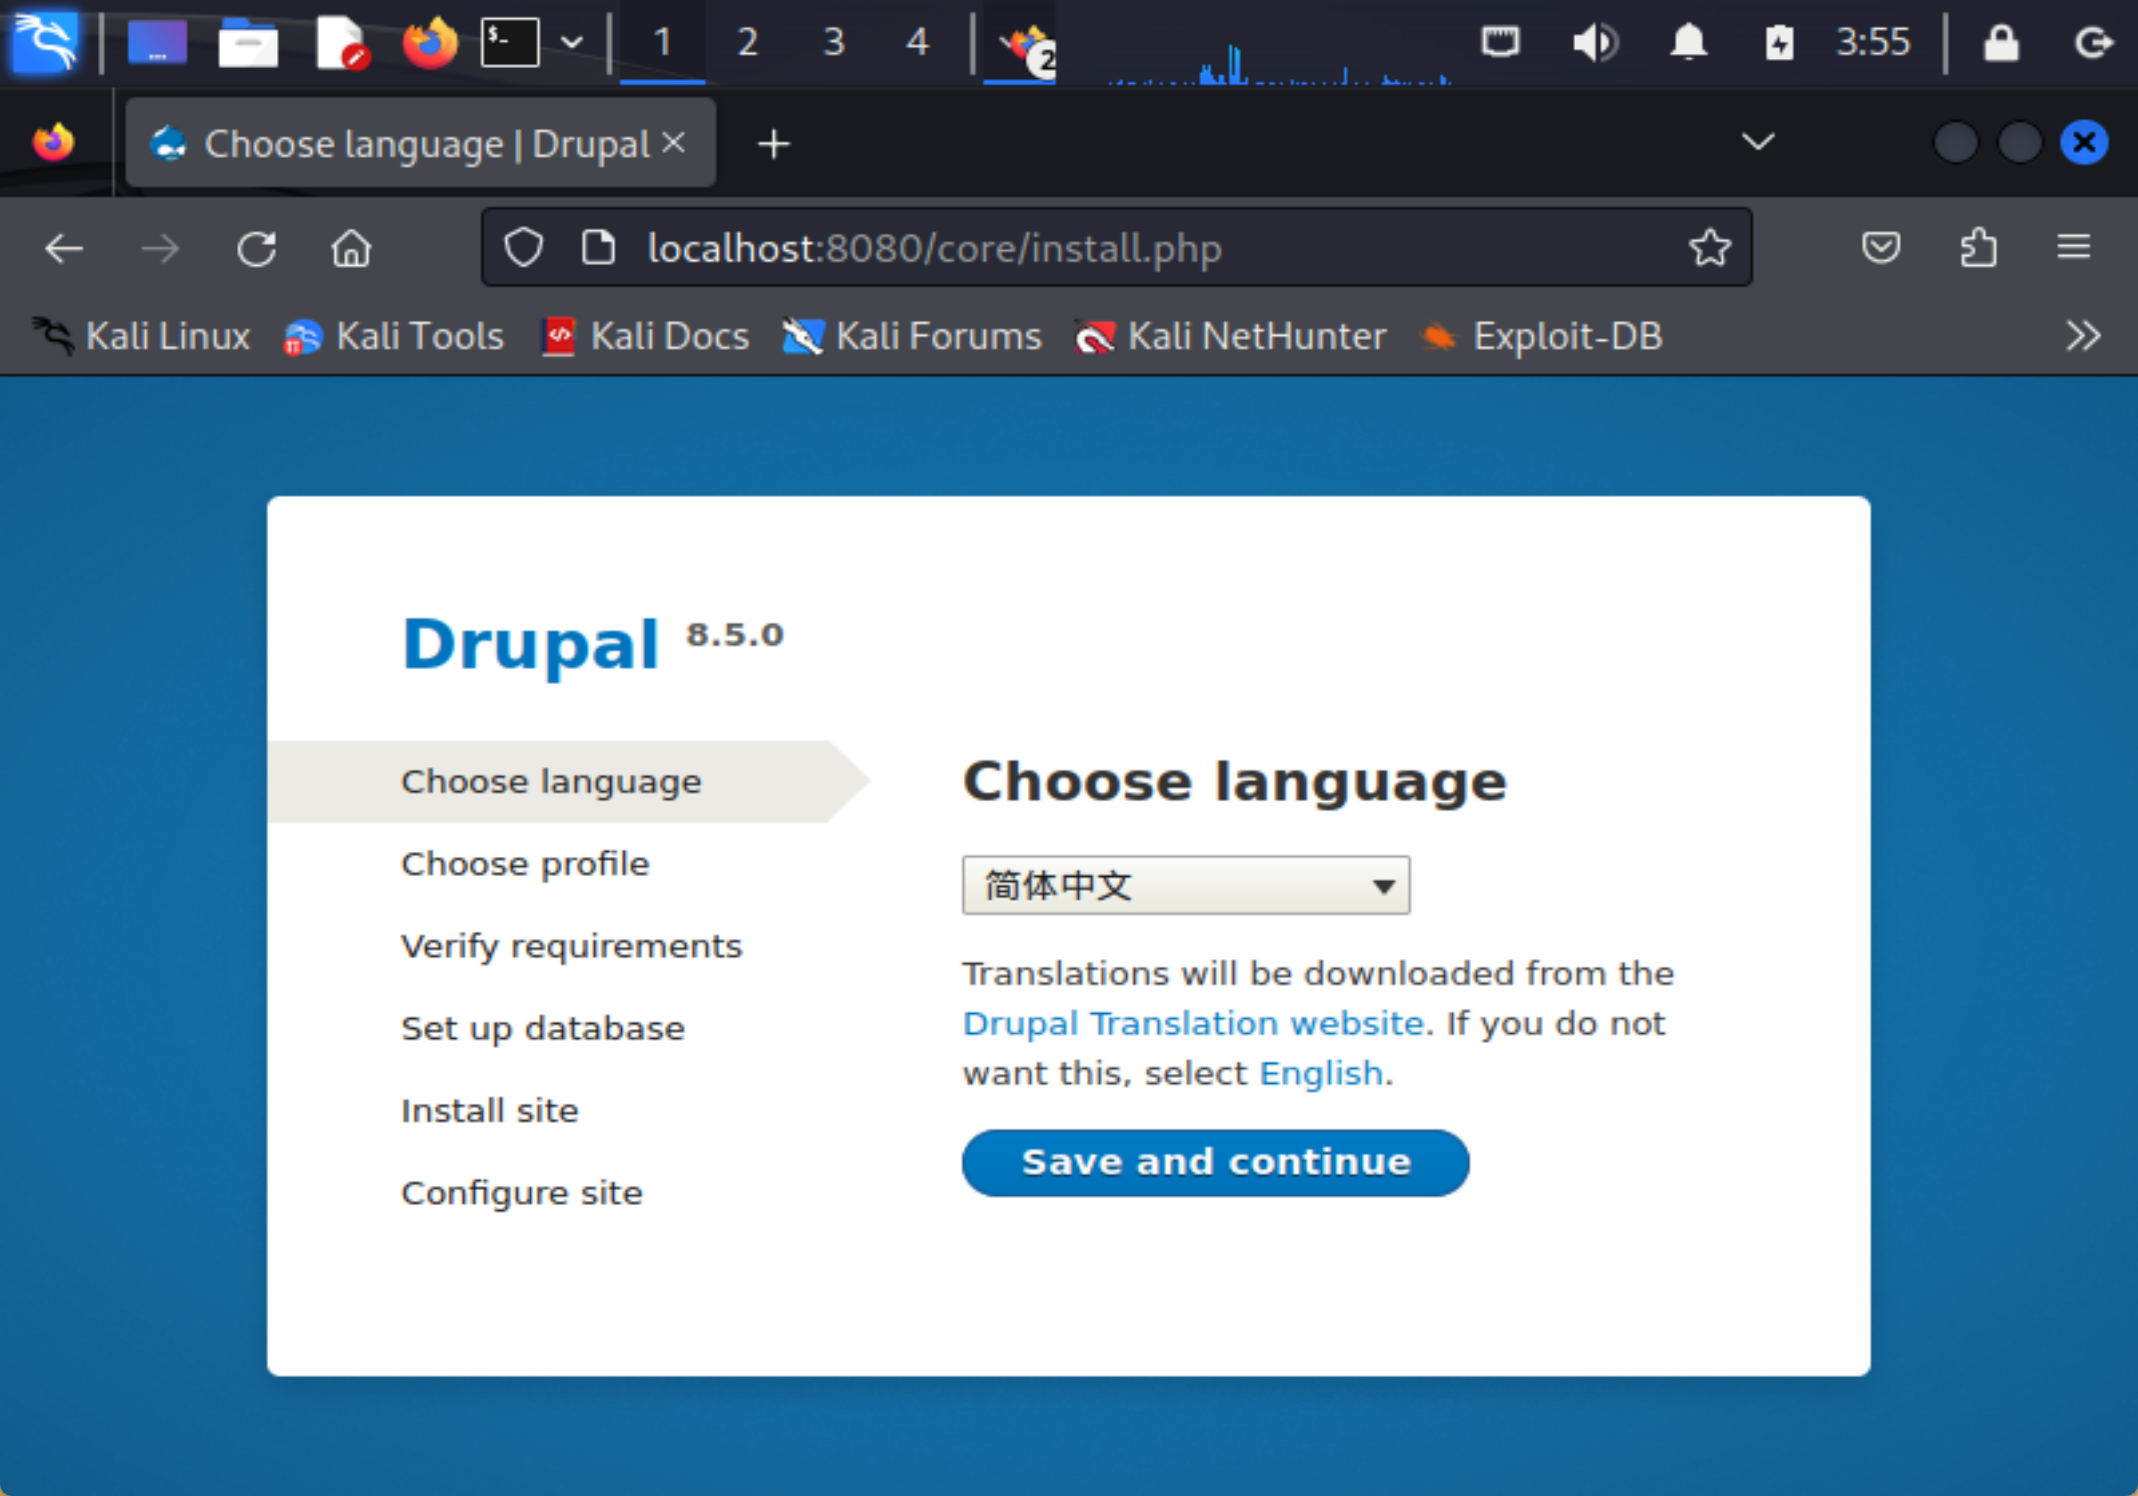 1 2 3 4 2 3:55
Choose language | Drupal
localhost:8080/core/install.php
Kali Linux Kali Tools Kali Docs Kali Forums Kali NetHunter Exploit-DB
Drupal 8.5.0
Choose language
Choose profile
Verify requirements
Set up database
Install site
Configure site
Choose language
简体中文
Translations will be downloaded from the
Drupal Translation website. If you do not
want this, select English.
Save and continue